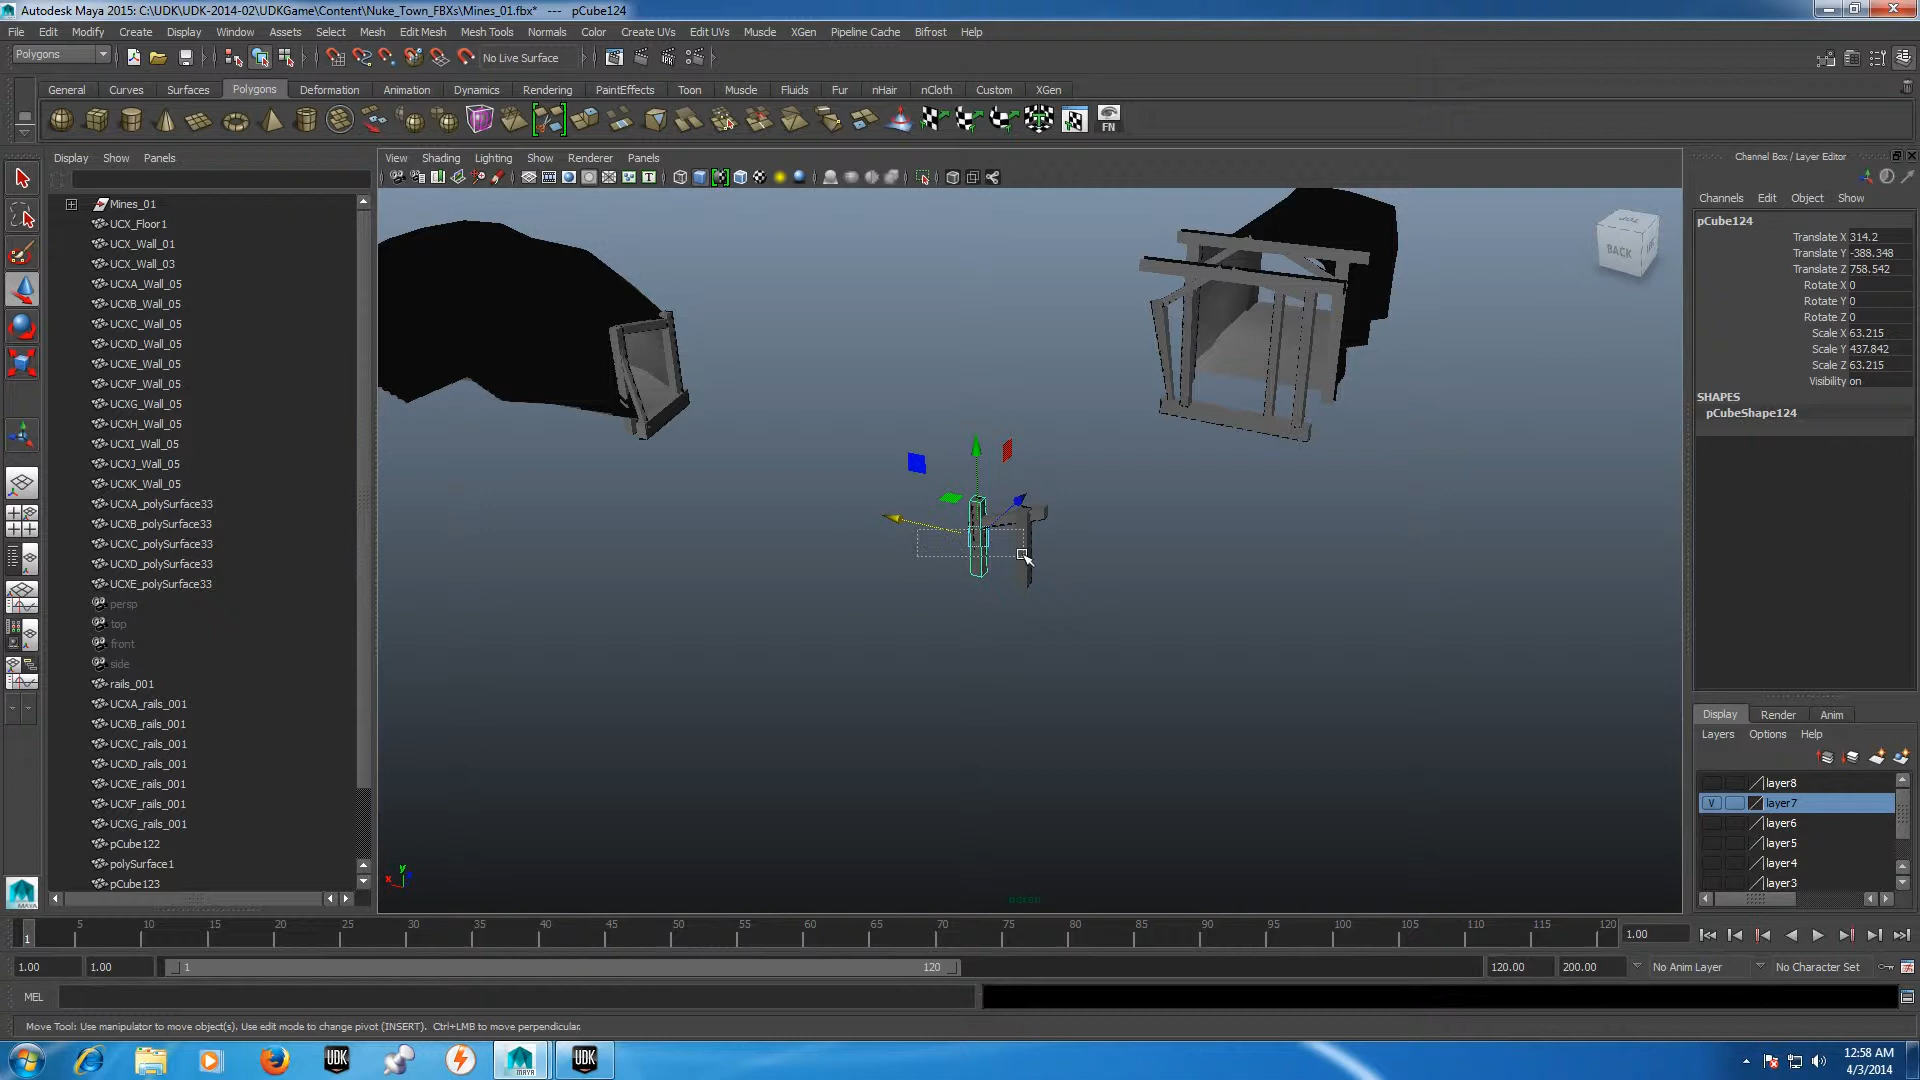 Autodesk Maya 2015: C:\UDK\UDK-2014-02\UDKGame\Content\Nuke_Town_FBXs\Mines_01.fbx* --- pCube124
File Edit Modify Create Display Window Assets Select Mesh Edit Mesh Mesh Tools Normals Color Create UVs Edit UVs Muscle XGen Pipeline Cache Bifrost Help
Polygons No Live Surface
General Curves Surfaces Polygons Deformation Animation Dynamics Rendering PaintEffects Toon Muscle Fluids Fur nHair nCloth Custom XGen
FN
Display Show Panels
View Shading Lighting Show Renderer Panels
Channel Box / Layer Editor
Channels Edit Object Show
Mines_01
UCX_Floor1
UCX_Wall_01
UCX_Wall_03
UCXA_Wall_05
UCXB_Wall_05
UCXC_Wall_05
UCXD_Wall_05
UCXE_Wall_05
UCXF_Wall_05
UCXG_Wall_05
UCXH_Wall_05
UCXI_Wall_05
UCXJ_Wall_05
UCXK_Wall_05
UCXA_polySurface33
UCXB_polySurface33
UCXC_polySurface33
UCXD_polySurface33
UCXE_polySurface33
persp
top
front
side
rails_001
UCXA_rails_001
UCXB_rails_001
UCXC_rails_001
UCXD_rails_001
UCXE_rails_001
UCXF_rails_001
UCXG_rails_001
pCube122
polySurface1
pCube123
TOP
BACK
y
x
persp
pCube124
Translate X 314.2
Translate Y -388.348
Translate Z 758.542
Rotate X 0
Rotate Y 0
Rotate Z 0
Scale X 63.215
Scale Y 437.842
Scale Z 63.215
Visibility on
SHAPES
pCubeShape124
Display Render Anim
Layers Options Help
layer8
V layer7
layer6
layer5
layer4
layer3
MAYA
5 10 15 20 25 30 35 40 45 50 55 60 65 70 75 80 85 90 95 100 105 110 115 120
1 1.00
1.00 1.00 1 120 120.00 200.00 No Anim Layer No Character Set
MEL
Move Tool: Use manipulator to move object(s). Use edit mode to change pivot (INSERT). Ctrl+LMB to move perpendicular.
UDK MAYA UDK
12:58 AM
4/3/2014